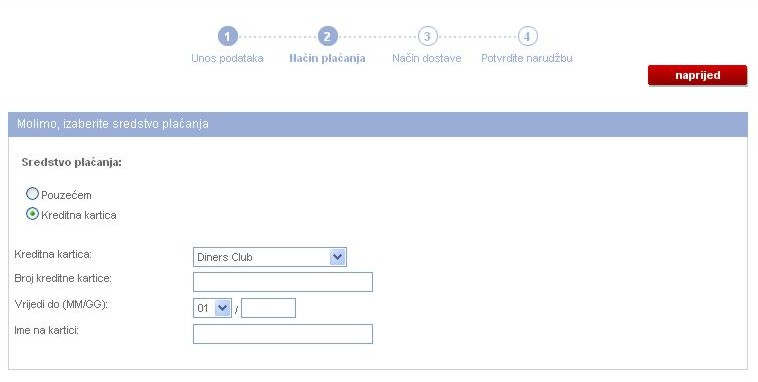 1 2 3 4
Unos podataka Način plaćanja Način dostave Potvrdite narudžbu
naprijed
Molimo, izaberite sredstvo plaćanja
Sredstvo plaćanja:
Pouzećem
Kreditna kartica
Kreditna kartica: Diners Club
Broj kreditne kartice:
Vrijedi do (MM/GG): 01 /
Ime na kartici: